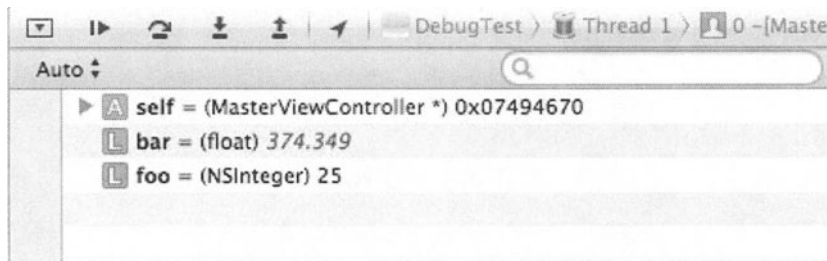 DebugTest 〉 Thread 1 〉 0 -[Maste
Auto
A self = (MasterViewController *) 0x07494670
L bar = (float) 374.349
L foo = (NSInteger) 25